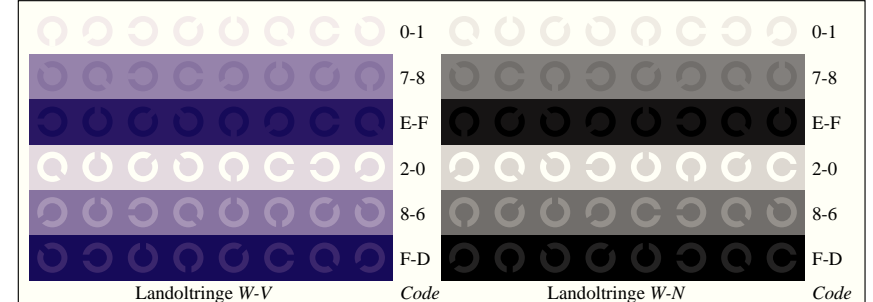 0-1 0-1
7-8 7-8
E-F E-F
2-0 2-0
8-6 8-6
F-D F-D
Landoltringe W-V Code Landoltringe W-N Code